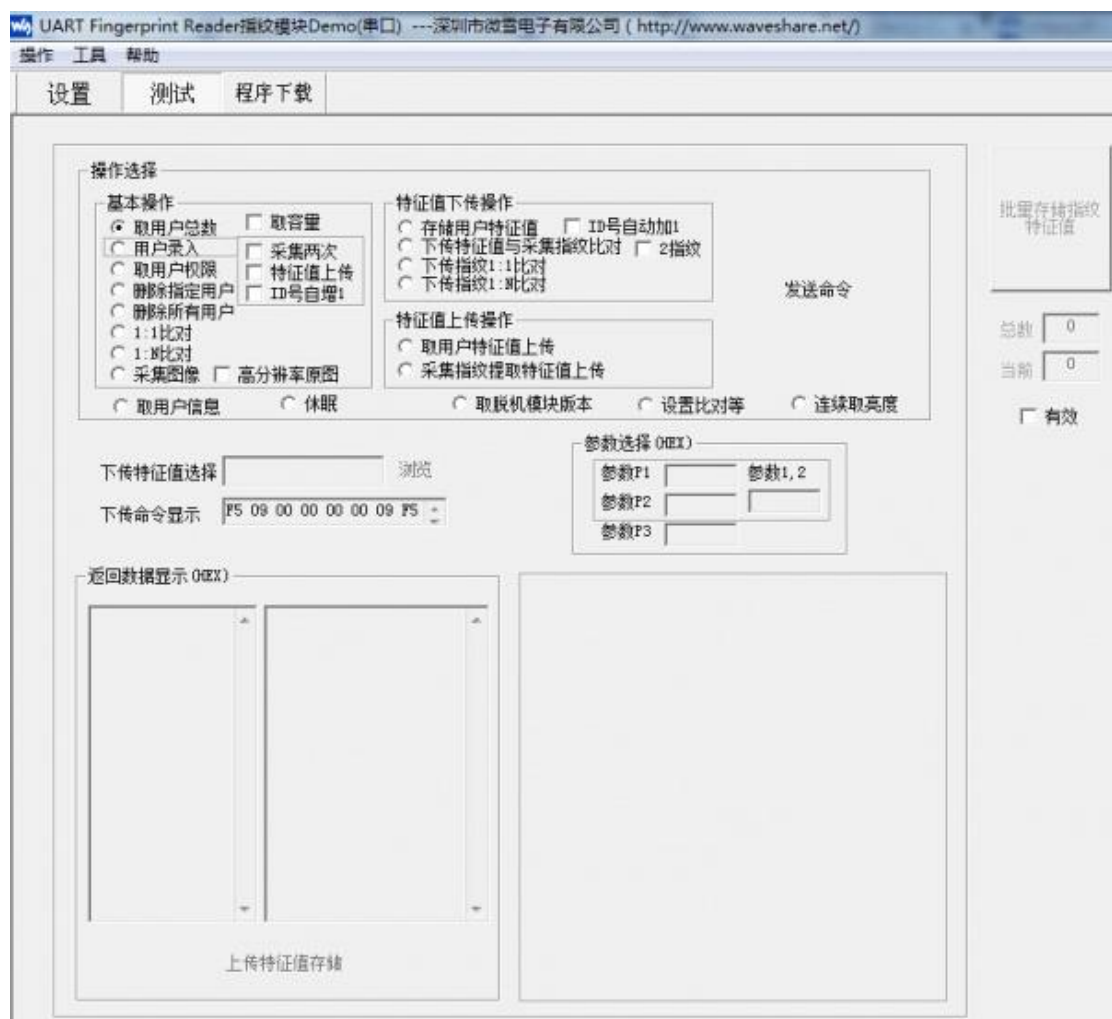 UART Fingerprint Reader指纹模块Demo(串口) ---深圳市微雪电子有限公司 ( http://www.waveshare.net/)
操作 工具 帮助
设置 测试 程序下载
操作选择
基本操作
取用户总数 取容量
用户录入 采集两次
取用户权限 特征值上传
删除指定用户 ID号自增1
删除所有用户
1:1比对
1:N比对
采集图像 高分辨率原图
特征值下传操作
存储用户特征值 ID号自动加1
下传特征值与采集指纹比对 2指纹
下传指纹1:1比对
下传指纹1:N比对
特征值上传操作
取用户特征值上传
采集指纹提取特征值上传
发送命令
取用户信息 休眠 取脱机模块版本 设置比对等 连续取亮度
批量存储指纹
特征值
总数 0
当前 0
有效
下传特征值选择 浏览
下传命令显示 F5 09 00 00 00 00 09 F5
参数选择(HEX)
参数P1 参数1,2
参数P2
参数P3
返回数据显示(HEX)
上传特征值存储